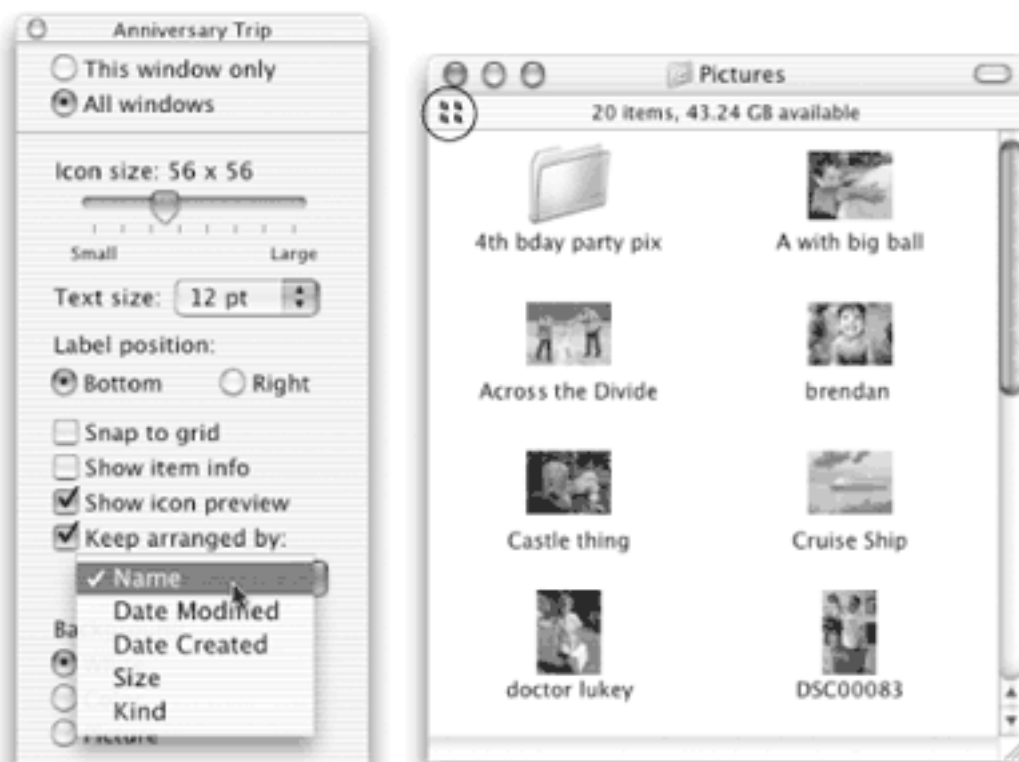 Anniversary Trip
This window only
All windows
Icon size: 56 x 56
Small Large
Text size: 12 pt
Label position:
Bottom Right
Snap to grid
Show item info
Show icon preview
Keep arranged by:
Name
Date Modified
Date Created
Size
Kind
Ba
Picture
Pictures
20 items, 43.24 GB available
4th bday party pix A with big ball
Across the Divide brendan
Castle thing Cruise Ship
doctor lukey DSC00083